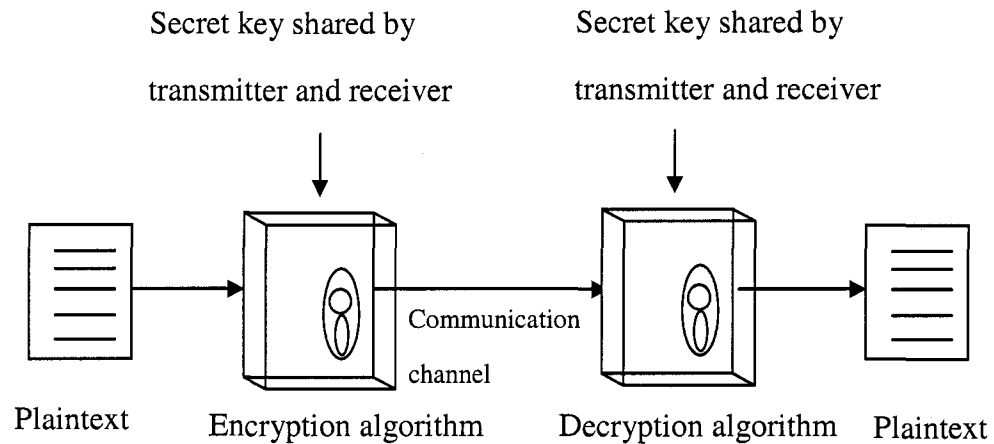 Secret key shared by
transmitter and receiver
Secret key shared by
transmitter and receiver
Communication
channel
Plaintext
Encryption algorithm
Decryption algorithm
Plaintext